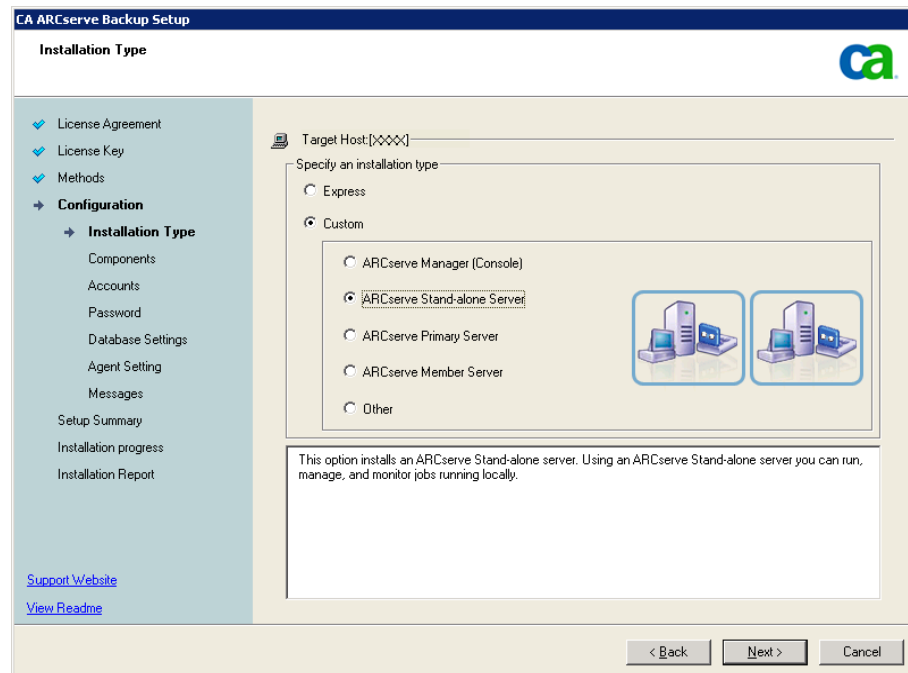 CA ARCserve Backup Setup
Installation Type
ca
License Agreement
License Key
Methods
Configuration
Installation Type
Components
Accounts
Password
Database Settings
Agent Setting
Messages
Setup Summary
Installation progress
Installation Report
Support Website
View Readme
Target Host:[XXXX]
Specify an installation type
Express
Custom
ARCserve Manager (Console)
ARCserve Stand-alone Server
ARCserve Primary Server
ARCserve Member Server
Other
This option installs an ARCserve Stand-alone server. Using an ARCserve Stand-alone server you can run,
manage, and monitor jobs running locally.
< Back
Next >
Cancel